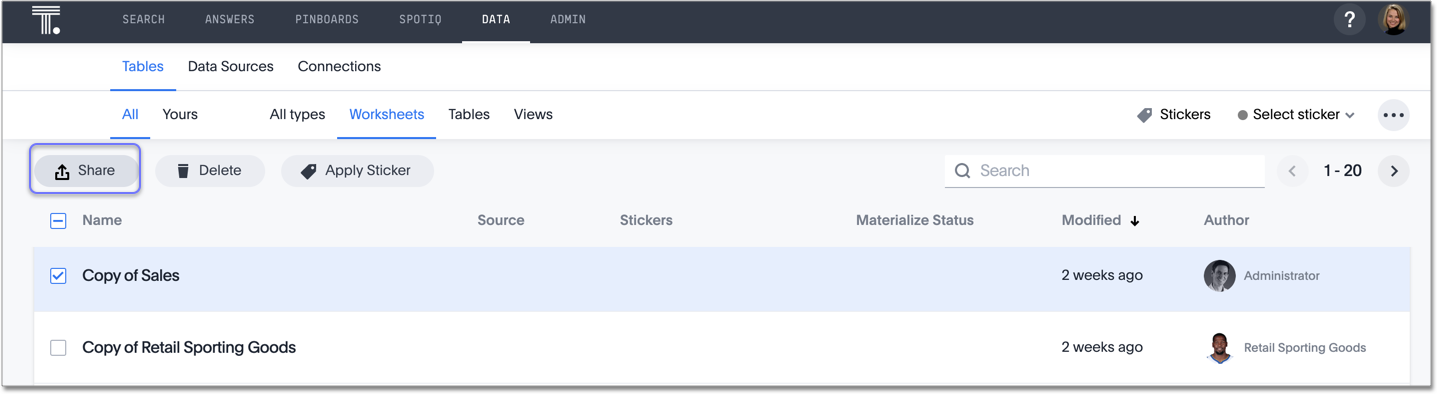 T. SEARCH ANSWERS PINBOARDS SPOTIQ DATA ADMIN ?
Tables Data Sources Connections
All Yours All types Worksheets Tables Views Stickers Select sticker
Share Delete Apply Sticker Search 1 - 20
Name Source Stickers Materialize Status Modified Author
Copy of Sales 2 weeks ago Administrator
Copy of Retail Sporting Goods 2 weeks ago Retail Sporting Goods